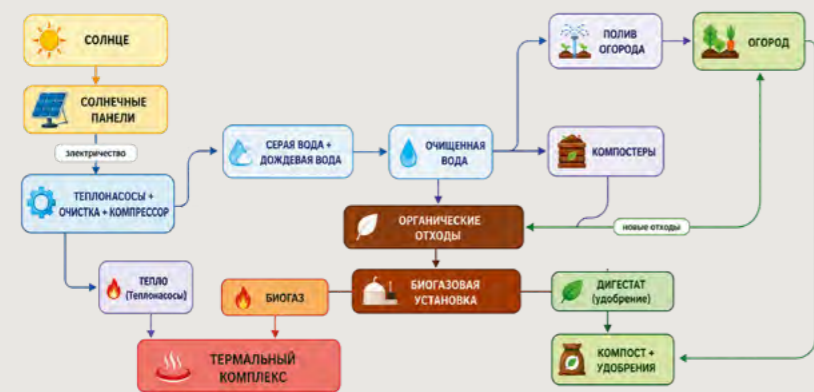 СОЛНЦЕ
СОЛНЕЧНЫЕ
ПАНЕЛИ
электричество
ТЕПЛОНАСОСЫ +
ОЧИСТКА + КОМПРЕССОР
СЕРАЯ ВОДА +
ДОЖДЕВАЯ ВОДА
ОЧИЩЕННАЯ
ВОДА
ПОЛИВ
ОГОРОДА
ОГОРОД
КОМПОСТЕРЫ
ОРГАНИЧЕСКИЕ
ОТХОДЫ
новые отходы
ТЕПЛО
(Теплонасосы)
БИОГАЗ
БИОГАЗОВАЯ
УСТАНОВКА
ДИГЕСТАТ
(удобрение)
ТЕРМАЛЬНЫЙ
КОМПЛЕКС
КОМПОСТ +
УДОБРЕНИЯ